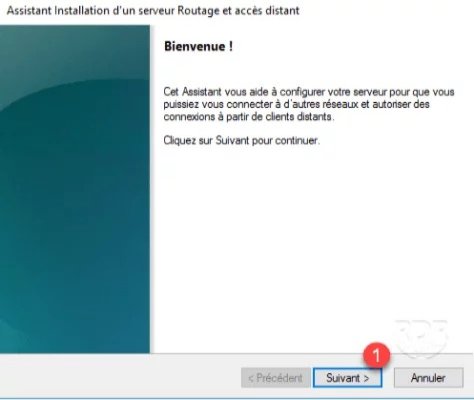 Assistant Installation d'un serveur Routage et accès distant
Bienvenue !
Cet Assistant vous aide à configurer votre serveur pour que vous
puissiez vous connecter à d'autres réseaux et autoriser des
connexions à partir de clients distants.
Cliquez sur Suivant pour continuer.
1
< Précédent Suivant > Annuler